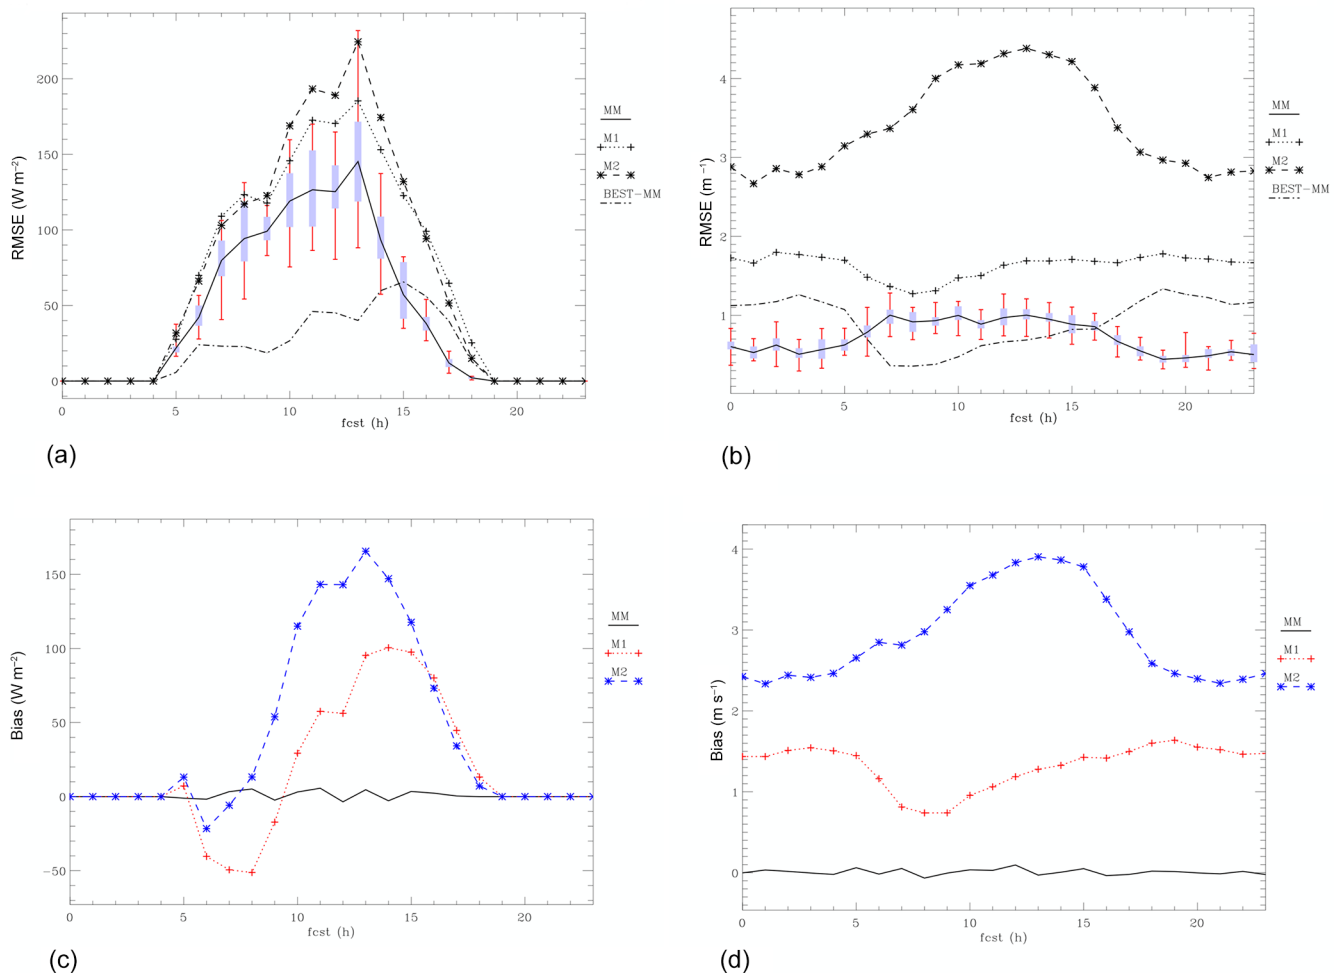 200
150
100
50
0
RMSE (W m⁻²)
0 5 10 15 20
fcst (h)
MM
M1
M2
BEST−MM
(a)
4
3
2
1
RMSE (m⁻¹)
0 5 10 15 20
fcst (h)
MM
M1
M2
BEST−MM
(b)
150
100
50
0
−50
Bias (W m⁻²)
0 5 10 15 20
fcst (h)
MM
M1
M2
(c)
4
3
2
1
0
Bias (m s⁻¹)
0 5 10 15 20
fcst (h)
MM
M1
M2
(d)